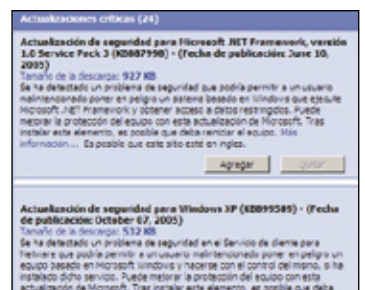 Actualizaciones críticas (24)
Actualización de seguridad para Microsoft .NET Framework, versión
1.0 Service Pack 3 (KB887998) - (Fecha de publicación: June 10,
2005)
Tamaño de la descarga: 927 KB
Se ha detectado un problema de seguridad que podría permitir a un usuario
malintencionado poner en peligro un sistema basado en Windows que ejecute
Microsoft .NET Framework y obtener acceso a datos restringidos. Puede
mejorar la protección del equipo con esta actualización de Microsoft. Tras
instalar este elemento, es posible que deba reiniciar el equipo. Más
información... Es posible que este sitio esté en ingles.
Agregar Quitar
Actualización de seguridad para Windows XP (KB899589) - (Fecha
de publicación: October 07, 2005)
Tamaño de la descarga: 532 KB
Se ha detectado un problema de seguridad en el Servicio de cliente para
NetWare que podría permitir a un usuario malintencionado poner en peligro un
equipo basado en Microsoft Windows y hacerse con el control del mismo, si ha
instalado dicho servicio. Puede mejorar la protección del equipo con esta
actualización de Microsoft. Tras instalar este elemento, es posible que deba